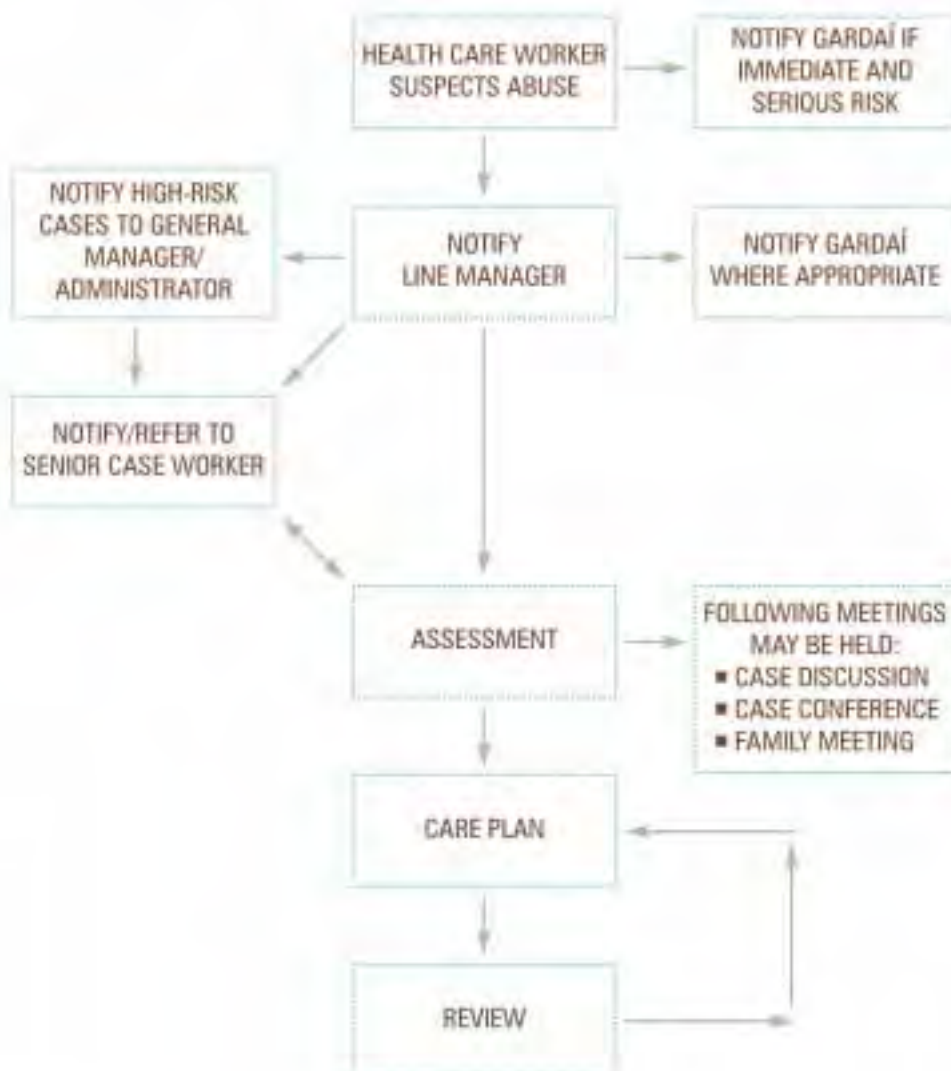 HEALTH CARE WORKER
SUSPECTS ABUSE
NOTIFY GARDAÍ IF
IMMEDIATE AND
SERIOUS RISK
NOTIFY HIGH-RISK
CASES TO GENERAL
MANAGER/
ADMINISTRATOR
NOTIFY
LINE MANAGER
NOTIFY GARDAÍ
WHERE APPROPRIATE
NOTIFY/REFER TO
SENIOR CASE WORKER
ASSESSMENT
FOLLOWING MEETINGS
MAY BE HELD:
▪ CASE DISCUSSION
▪ CASE CONFERENCE
▪ FAMILY MEETING
CARE PLAN
REVIEW